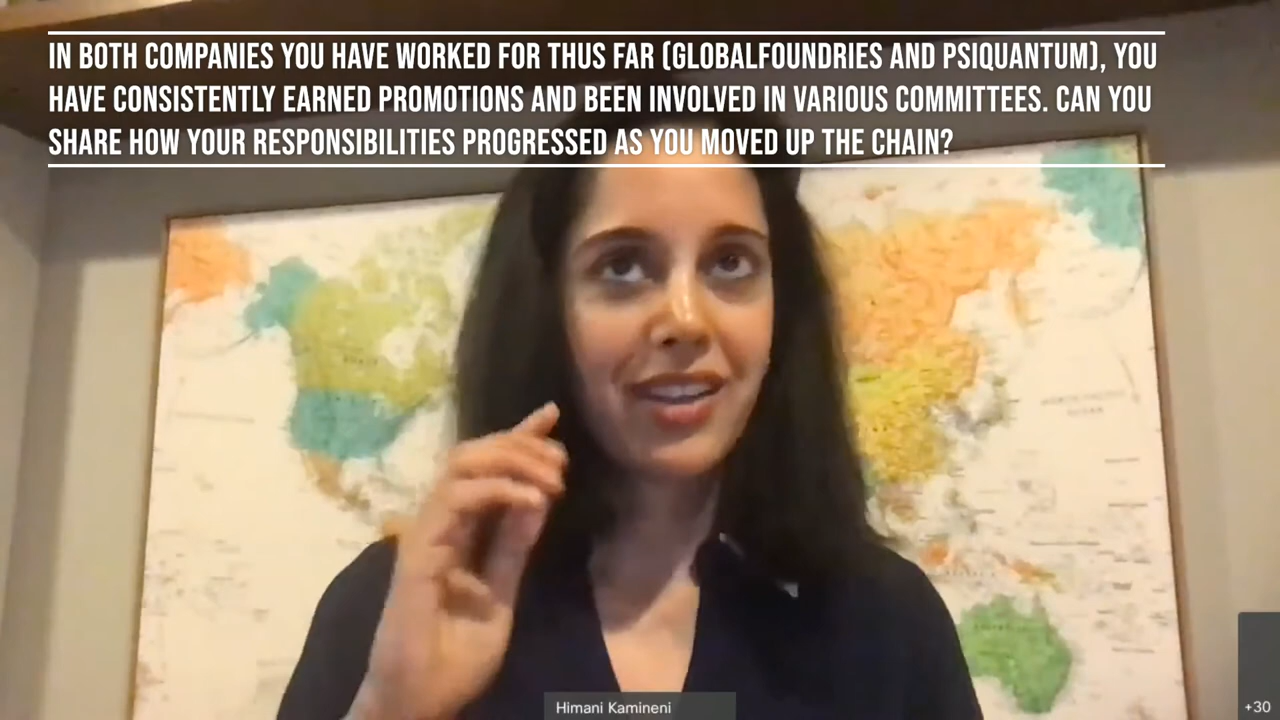 IN BOTH COMPANIES YOU HAVE WORKED FOR THUS FAR (GLOBALFOUNDRIES AND PSIQUANTUM), YOU
HAVE CONSISTENTLY EARNED PROMOTIONS AND BEEN INVOLVED IN VARIOUS COMMITTEES. CAN YOU
SHARE HOW YOUR RESPONSIBILITIES PROGRESSED AS YOU MOVED UP THE CHAIN?
Himani Kamineni
+30